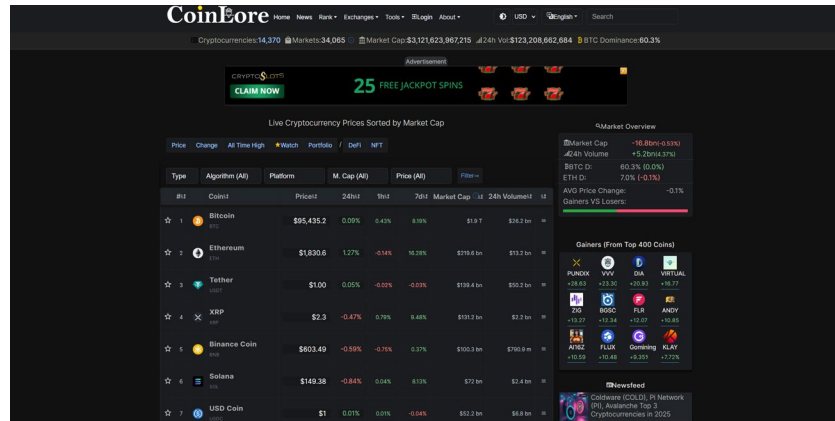 CoinLore Home News Rank Exchanges Tools Login About USD English Search
Cryptocurrencies:14,370 Markets:34,065 Market Cap:$3,121,623,967,215 24h Vol:$123,208,662,684 BTC Dominance:60.3%
Advertisement
CRYPTOSLOTS
CLAIM NOW
25 FREE JACKPOT SPINS
Live Cryptocurrency Prices Sorted by Market Cap
Price Change All Time High Watch Portfolio / DeFi NFT
Type Algorithm (All) Platform M. Cap (All) Price (All) Filter
# Coin Price 24h 1h 7d Market Cap 24h Volume
1 Bitcoin BTC $95,435.2 0.09% 0.43% 8.19% $1.9 T $26.2 bn
2 Ethereum ETH $1,830.6 1.27% -0.14% 16.26% $219.6 bn $13.2 bn
3 Tether USDT $1.00 0.05% -0.02% -0.03% $139.4 bn $50.2 bn
4 XRP XRP $2.3 -0.47% 0.78% 9.48% $131.2 bn $2.2 bn
5 Binance Coin BNB $603.49 -0.59% -0.75% 0.37% $100.3 bn $790.9 m
6 Solana SOL $149.38 -0.84% 0.04% 8.13% $72 bn $2.4 bn
7 USD Coin USDC $1 0.01% 0.01% -0.04% $52.2 bn $6.8 bn
Market Overview
Market Cap -16.8bn(-0.53%)
24h Volume +5.2bn(4.37%)
BTC D: 60.3% (0.0%)
ETH D: 7.0% (-0.1%)
AVG Price Change: -0.1%
Gainers VS Losers:
Gainers (From Top 400 Coins)
PUNDIX VVV DIA VIRTUAL
+28.63 +23.30 +20.93 +16.77
ZIG BGSC FLR ANDY
+13.27 +12.34 +12.07 +10.85
AI16Z FLUX Gomining KLAY
+10.59 +10.48 +9.351 +7.72%
Newsfeed
Coldware (COLD), Pi Network
(PI), Avalanche Top 3
Cryptocurrencies in 2025